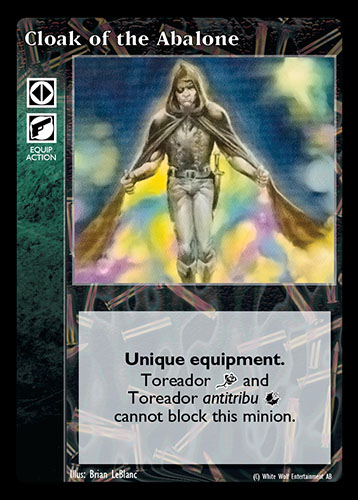 Cloak of the Abalone
EQUIP
ACTION
Unique equipment.
Toreador and
Toreador antitribu
cannot block this minion.
Illus: Brian LeBlanc
(C) White Wolf Entertainment AB